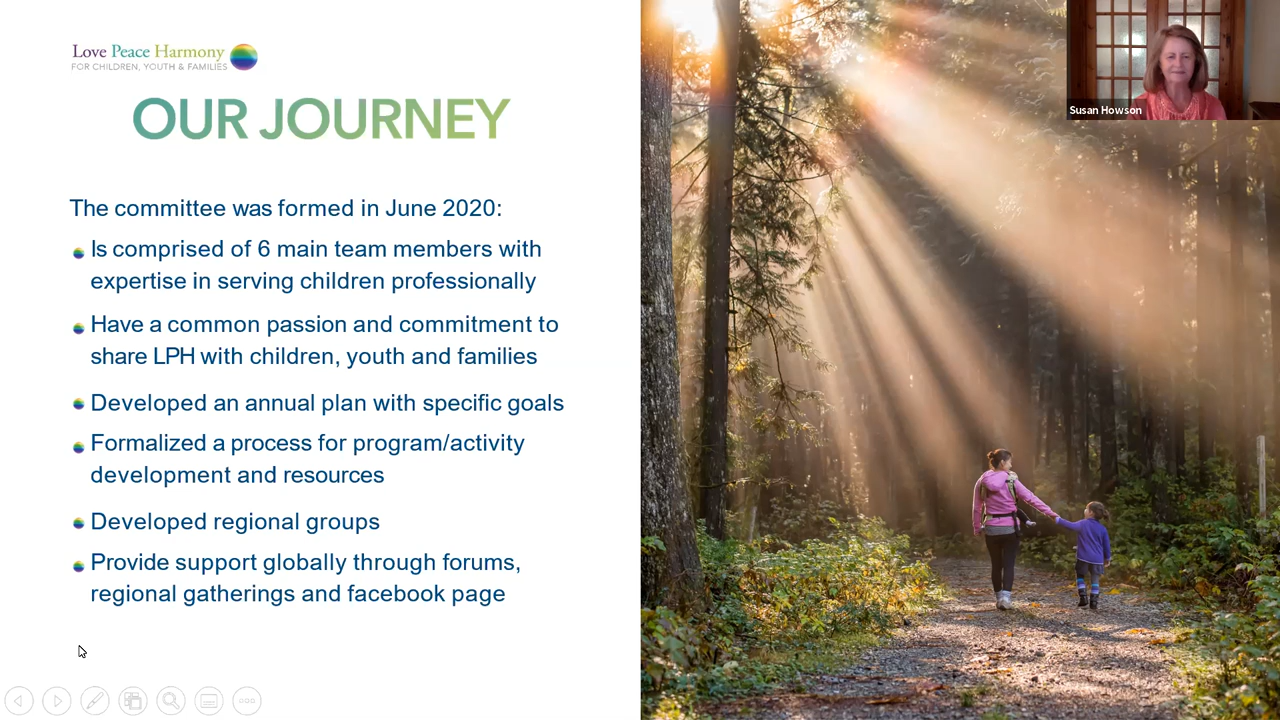 Love Peace Harmony
FOR CHILDREN, YOUTH & FAMILIES
OUR JOURNEY
Susan Howson
The committee was formed in June 2020:
Is comprised of 6 main team members with
expertise in serving children professionally
Have a common passion and commitment to
share LPH with children, youth and families
Developed an annual plan with specific goals
Formalized a process for program/activity
development and resources
Developed regional groups
Provide support globally through forums,
regional gatherings and facebook page